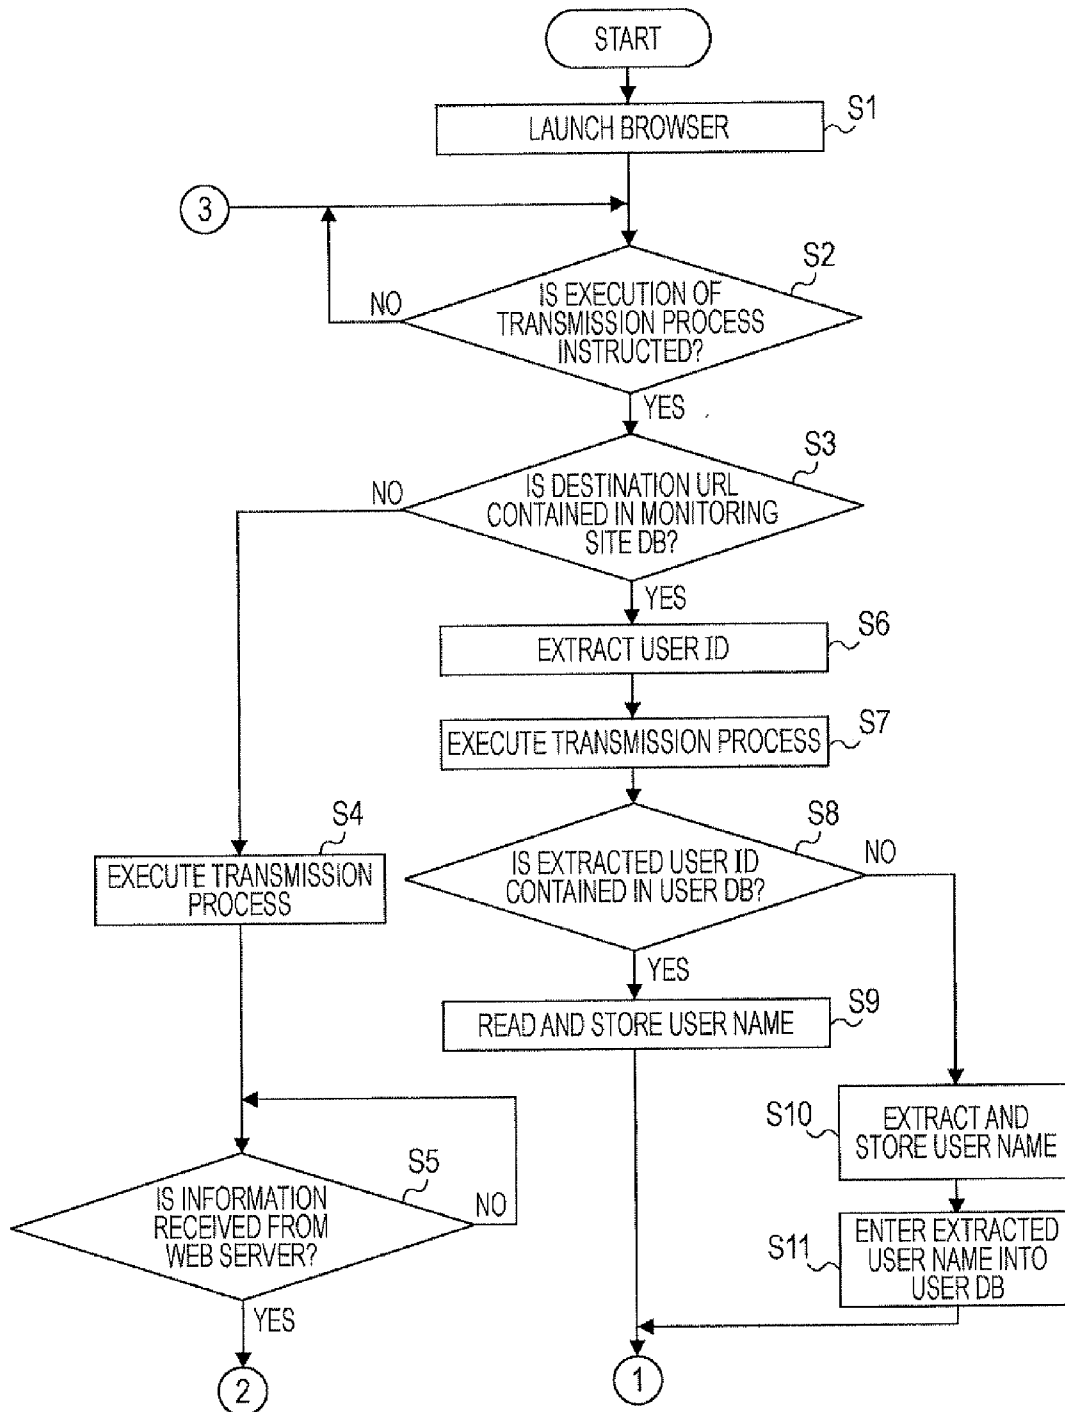 START
LAUNCH BROWSER
S1
3
S2
NO
IS EXECUTION OF
TRANSMISSION PROCESS
INSTRUCTED?
YES
S3
NO
IS DESTINATION URL
CONTAINED IN MONITORING
SITE DB?
YES
EXTRACT USER ID
S6
EXECUTE TRANSMISSION PROCESS
S7
S4
EXECUTE TRANSMISSION
PROCESS
S8
IS EXTRACTED USER ID
CONTAINED IN USER DB?
NO
YES
READ AND STORE USER NAME
S9
S10
EXTRACT AND
STORE USER NAME
S5
IS INFORMATION
RECEIVED FROM
WEB SERVER?
NO
S11
ENTER EXTRACTED
USER NAME INTO
USER DB
YES
2
1